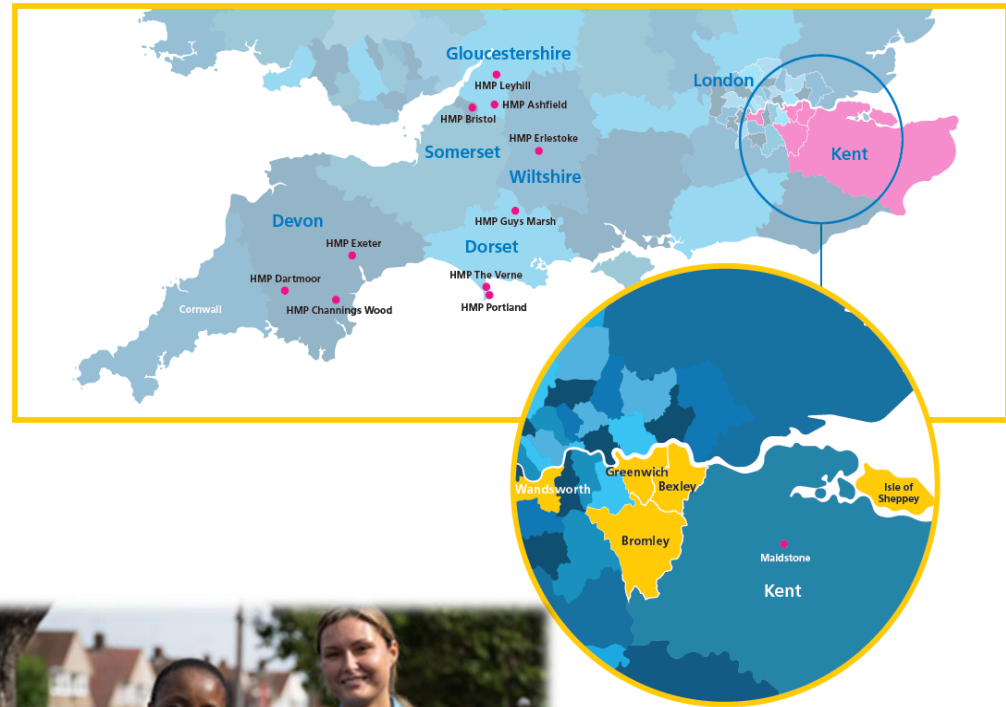 Gloucestershire
HMP Leyhill
HMP Ashfield
HMP Bristol
London
HMP Erlestoke
Somerset
Kent
Wiltshire
HMP Guys Marsh
Devon
HMP Exeter
Dorset
HMP The Verne
HMP Dartmoor
HMP Channings Wood
HMP Portland
Cornwall
Greenwich
Wandsworth
Bexley
Isle of
Sheppey
Bromley
Maidstone
Kent